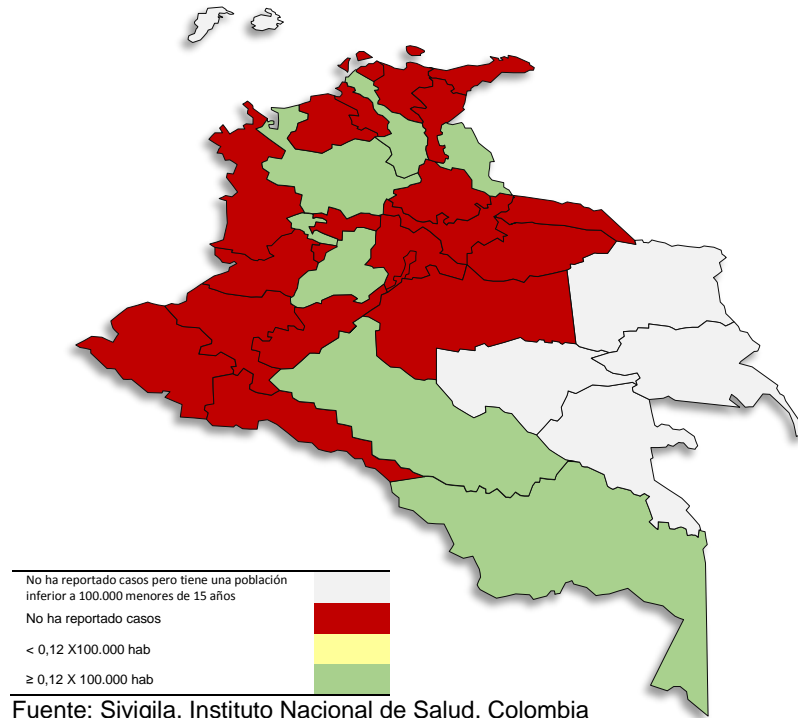 No ha reportado casos pero tiene una población
inferior a 100.000 menores de 15 años
No ha reportado casos
< 0,12 X100.000 hab
≥ 0,12 X 100.000 hab
Fuente: Sivigila, Instituto Nacional de Salud, Colombia